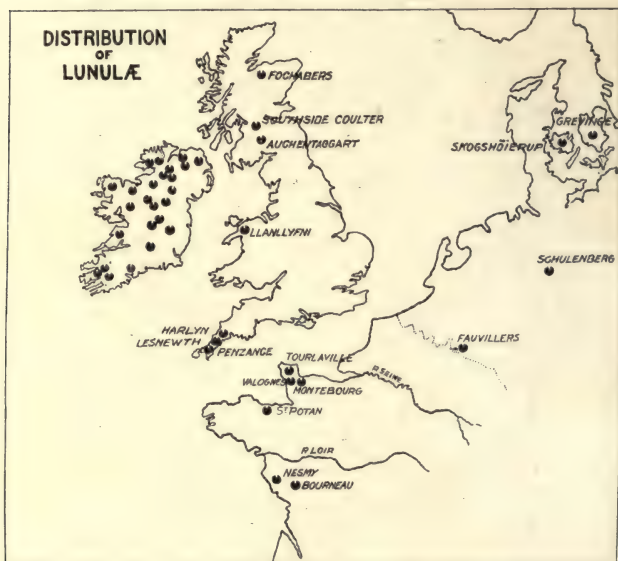 DISTRIBUTION
OF
LUNULÆ
FOCHABERS
SOUTHSIDE COULTER
AUCHENTAGGART
GREVINGE
SKOGSHÖIERUP
LLANLLYFNI
SCHULENBERG
HARLYN
LESNEWTH
PENZANCE
FAUVILLERS
TOURLAVILLE
R. SEINE
VALOGNES
MONTEBOURG
ST POTAN
R. LOIR
NESMY
BOURNEAU